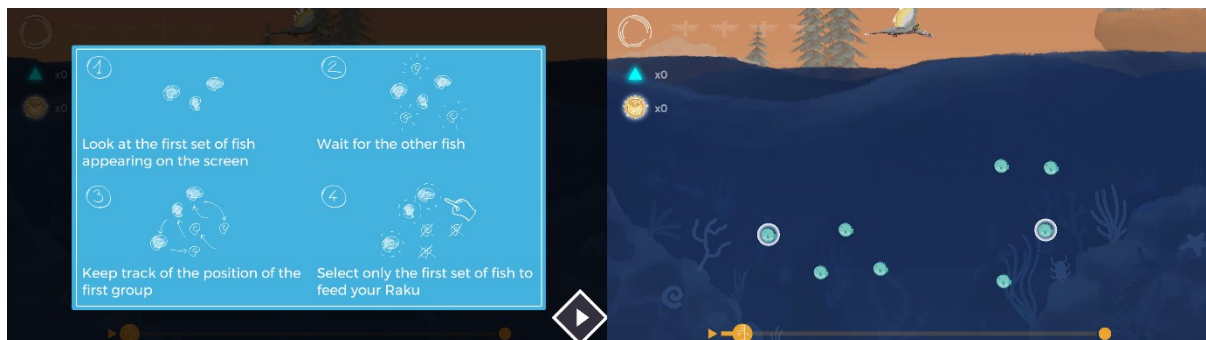 1
2
Look at the first set of fish
appearing on the screen
Wait for the other fish
3
4
Keep track of the position of the
first group
Select only the first set of fish to
feed your Raku
x0
x0
x0
x0